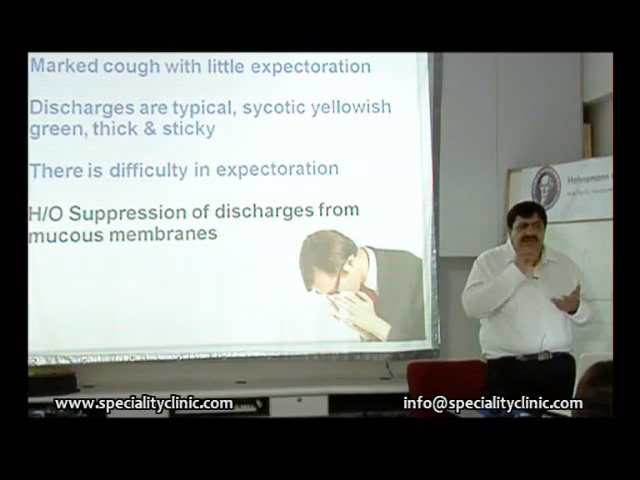 Marked cough with little expectoration
Discharges are typical, sycotic yellowish
green, thick & sticky
There is difficulty in expectoration
H/O Suppression of discharges from
mucous membranes
Hahnemann
www.specialityclinic.com
info@specialityclinic.com